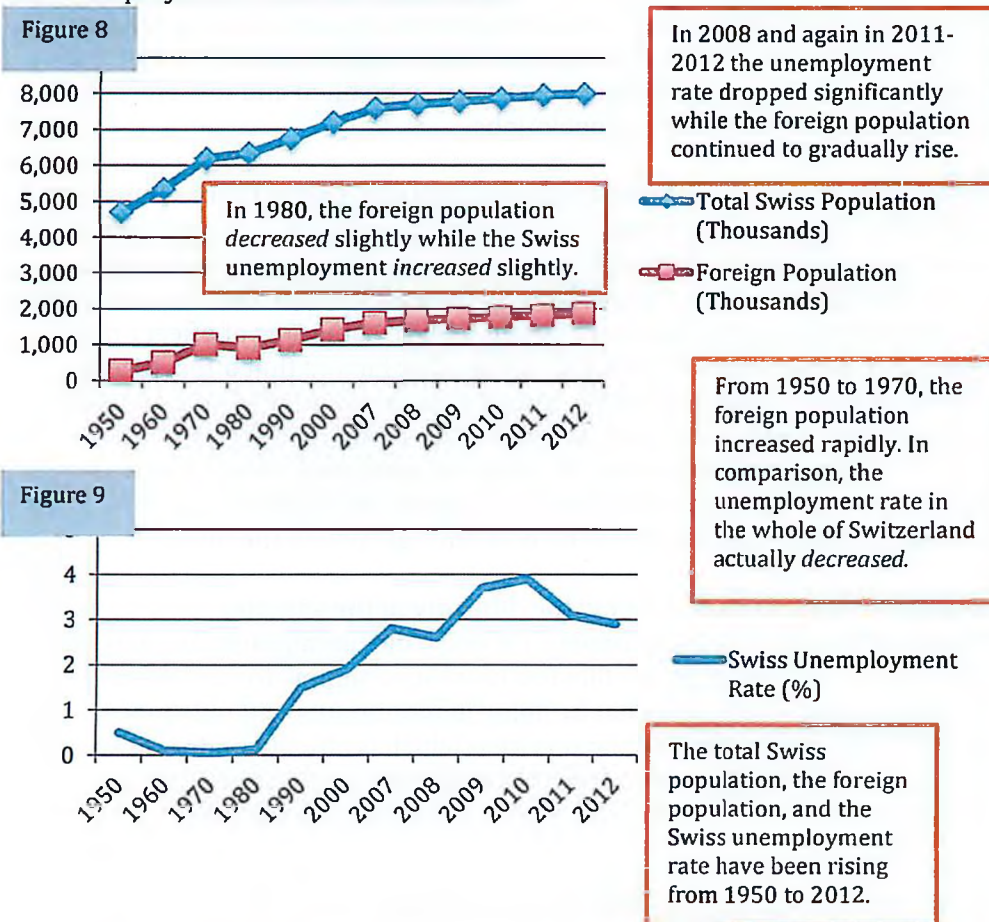 Figure 8
In 2008 and again in 2011-
2012 the unemployment
rate dropped significantly
while the foreign population
continued to gradually rise.
8,000
7,000
6,000
5,000
4,000
3,000
2,000
1,000
0
In 1980, the foreign population
decreased slightly while the Swiss
unemployment increased slightly.
Total Swiss Population
(Thousands)
Foreign Population
(Thousands)
1950
1960
1970
1980
1990
2000
2007
2008
2009
2010
2011
2012
From 1950 to 1970, the
foreign population
increased rapidly. In
comparison, the
unemployment rate in
the whole of Switzerland
actually decreased.
Figure 9
4
3
2
1
0
1950
1960
1970
1980
1990
2000
2007
2008
2009
2010
2011
2012
Swiss Unemployment
Rate (%)
The total Swiss
population, the foreign
population, and the
Swiss unemployment
rate have been rising
from 1950 to 2012.